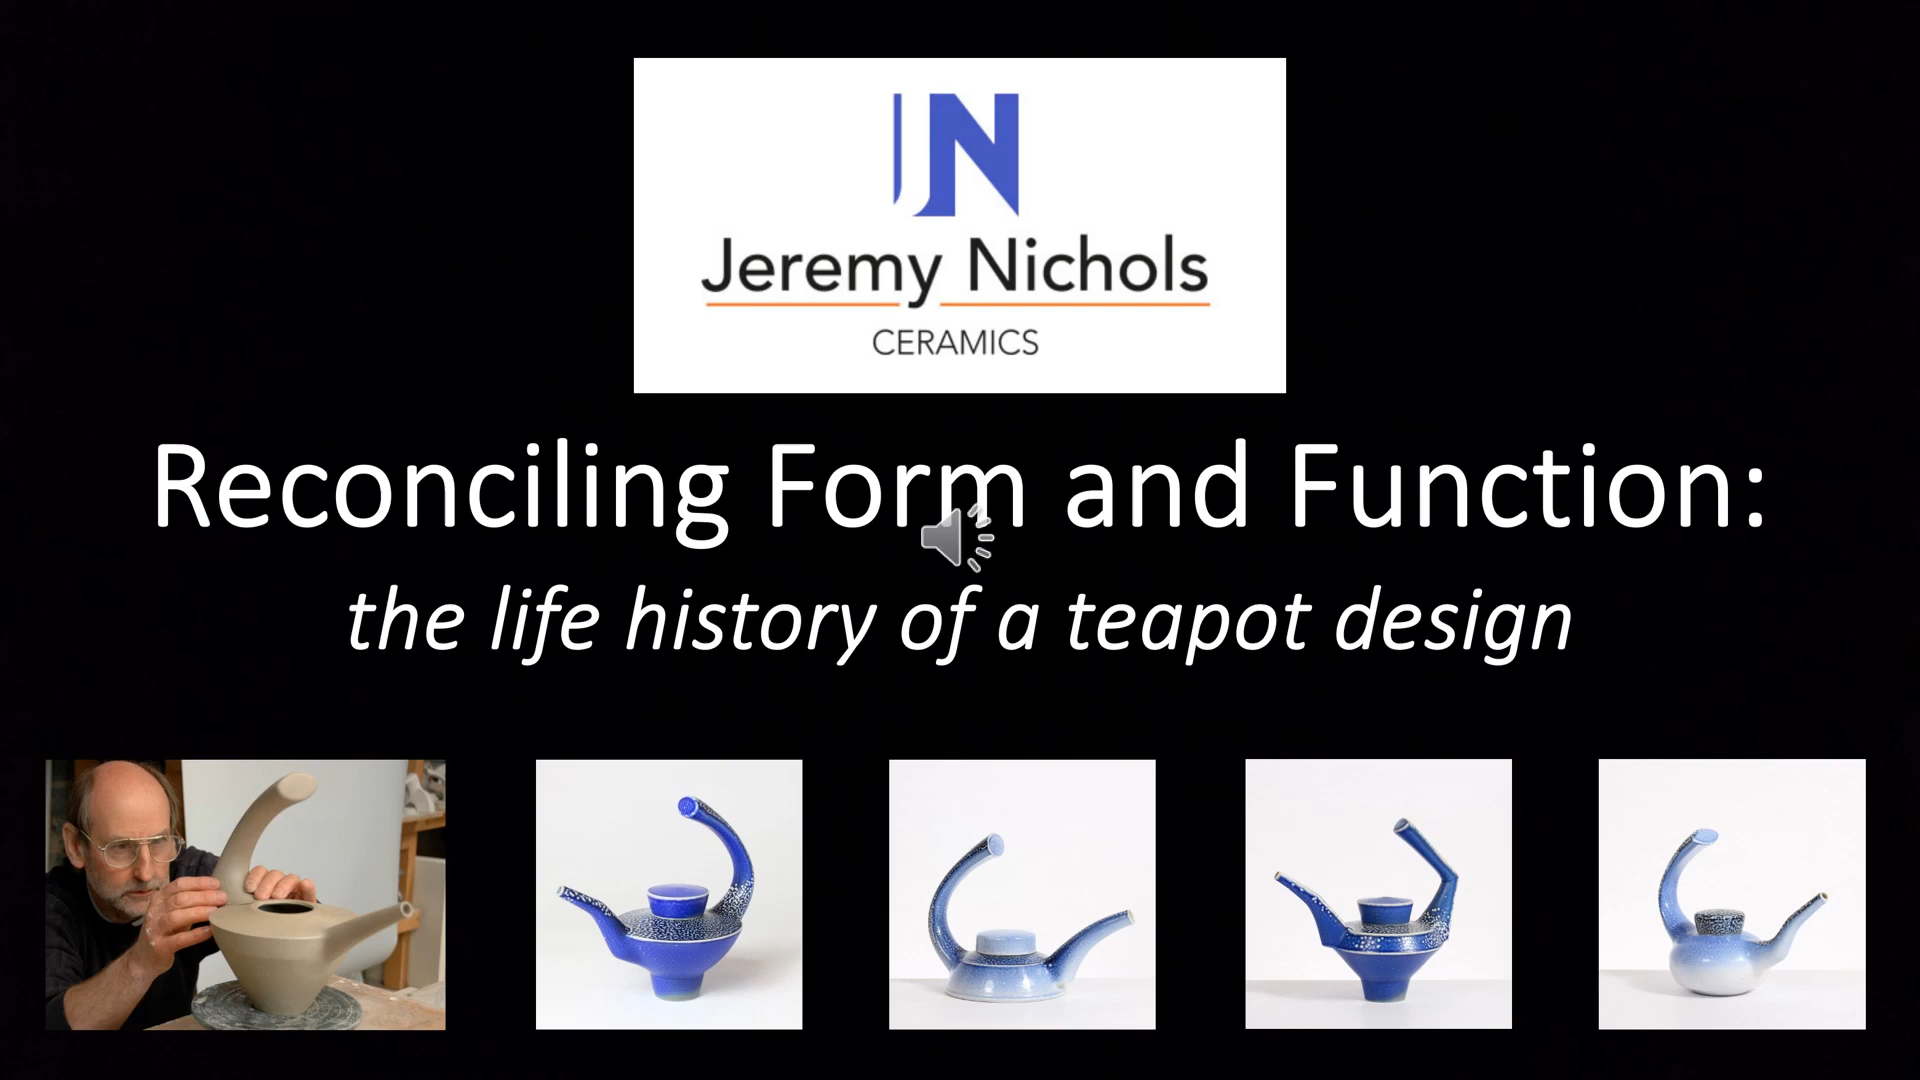 JN
Jeremy Nichols
CERAMICS
Reconciling Form and Function:
the life history of a teapot design